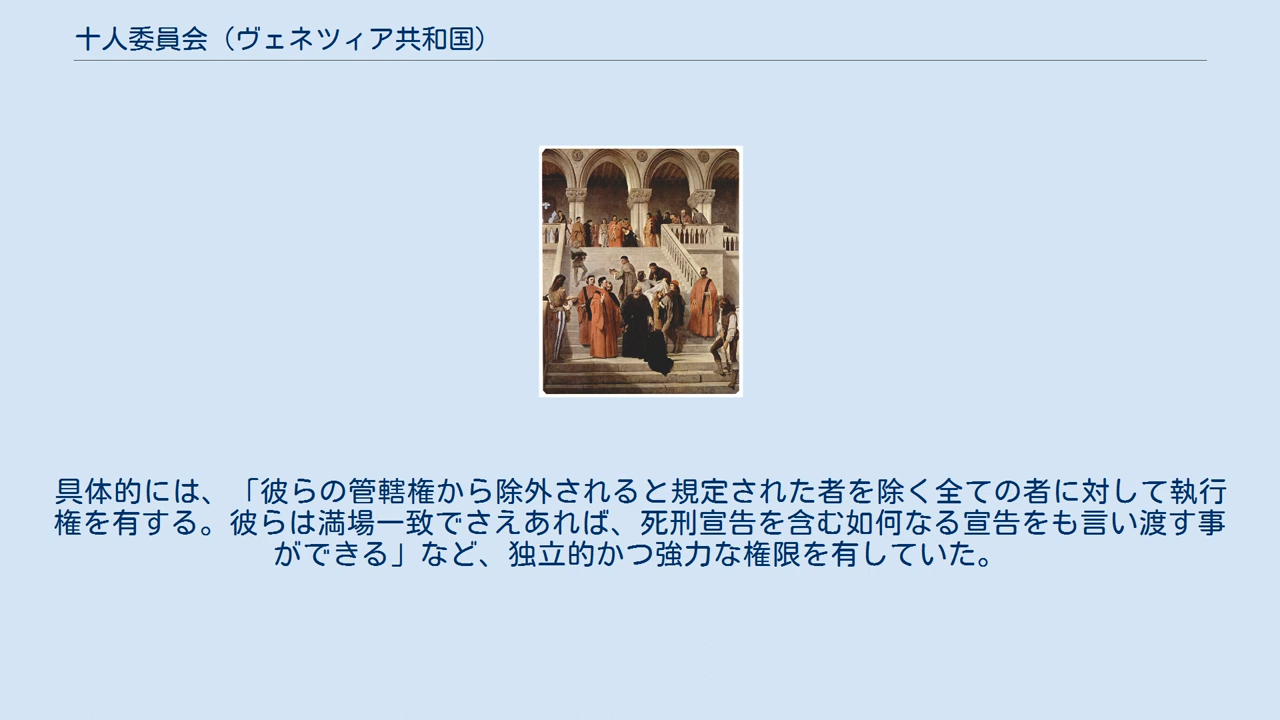 十人委員会（ヴェネツィア共和国）
具体的には、「彼らの管轄権から除外されると規定された者を除く全ての者に対して執行
権を有する。彼らは満場一致でさえあれば、死刑宣告を含む如何なる宣告をも言い渡す事
ができる」など、独立的かつ強力な権限を有していた。